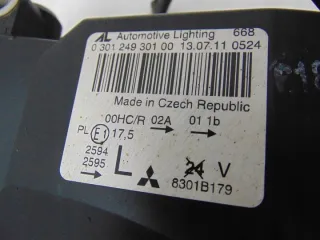 AL Automotive Lighting 668
0 301 249 301 00 13.07.11 0524
Made in Czech Republic
00HC/R 02A 01 1b
PL E1 17,5
2594
2595 L 24 V
8301B179